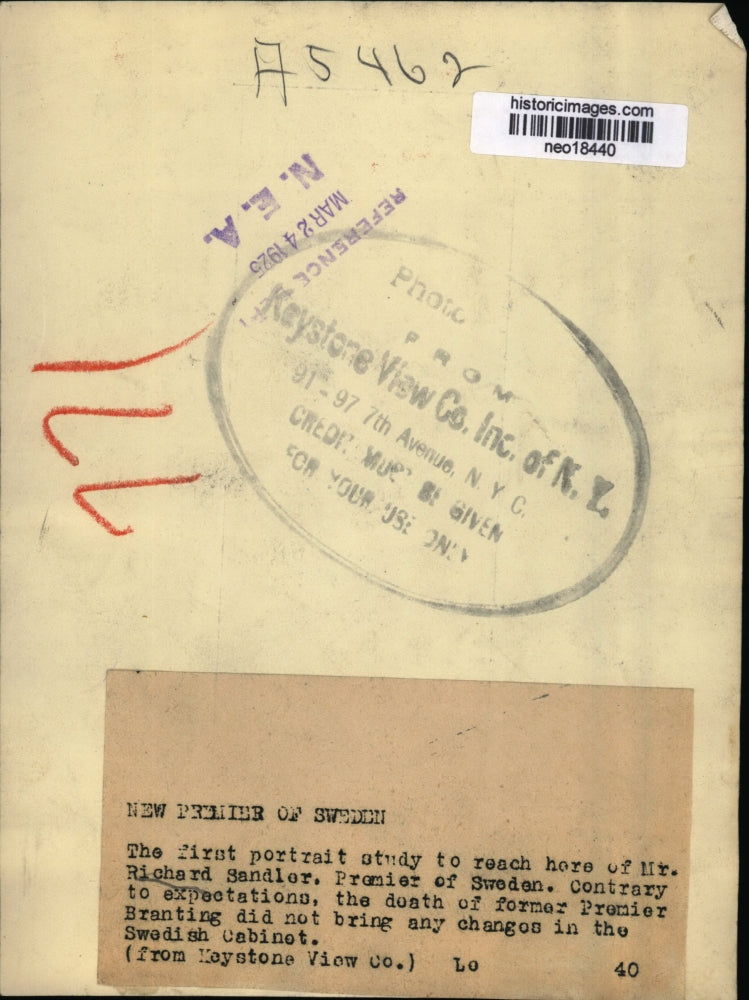 A5462
historicimages.com
neo18440
N. E. A.
MAR 24 1925
REFERENCE
Photo
FROM
Keystone View Co. Inc. of N. Y.
91-97 7th Avenue, N. Y. C.
CREDIT MUST BE GIVEN
FOR YOUR USE ONLY
NEW PREMIER OF SWEDEN
The first portrait study to reach here of Mr.
Richard Sandler, Premier of Sweden. Contrary
to expectations, the death of former Premier
Branting did not bring any changes in the
Swedish Cabinet.
(from Keystone View Co.) Lo 40